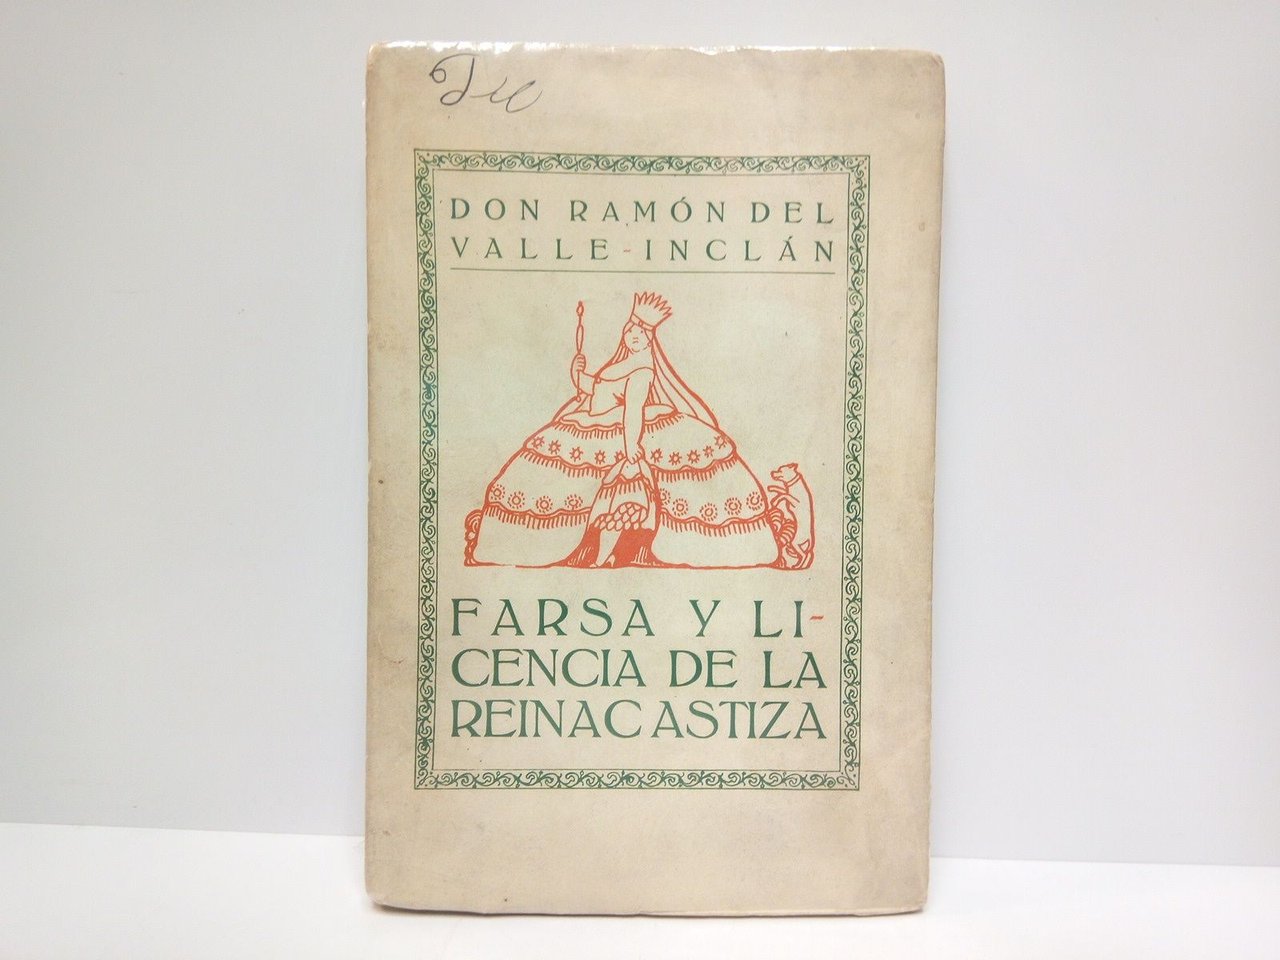 DON RAMÓN DEL
VALLE-INCLÁN
FARSA Y LI-
CENCIA DE LA
REINA CASTIZA